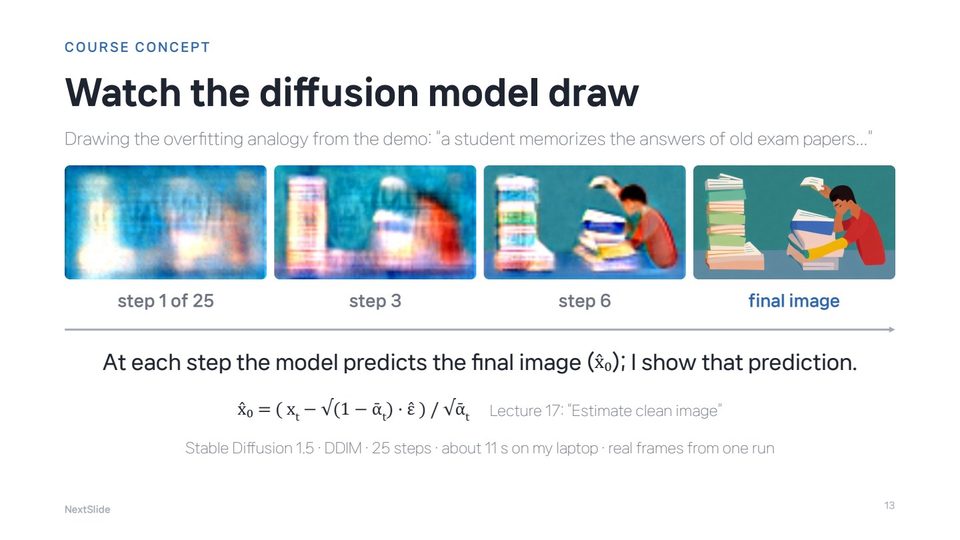 COURSE CONCEPT
Watch the diffusion model draw
Drawing the overfitting analogy from the demo: "a student memorizes the answers of old exam papers..."
step 1 of 25
step 3
step 6
final image
At each step the model predicts the final image (x̂₀); I show that prediction.
x̂₀ = ( xₜ − √(1 − ᾱₜ) · ε̂ ) / √ᾱₜ Lecture 17: "Estimate clean image"
Stable Diffusion 1.5 · DDIM · 25 steps · about 11 s on my laptop · real frames from one run
NextSlide
13